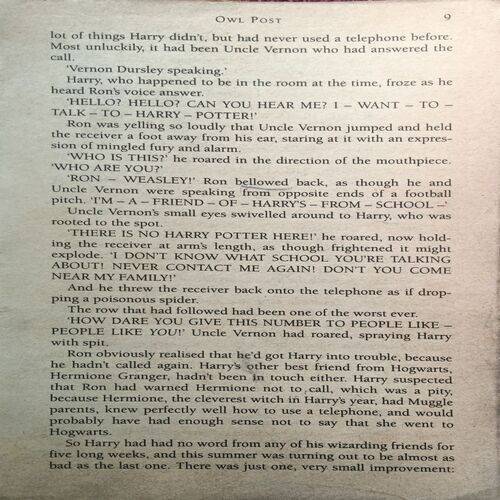 OWL POST 9
lot of things Harry didn't, but had never used a telephone before.
Most unluckily, it had been Uncle Vernon who had answered the
call.
'Vernon Dursley speaking.'
Harry, who happened to be in the room at the time, froze as he
heard Ron's voice answer.
'HELLO? HELLO? CAN YOU HEAR ME? I – WANT – TO –
TALK – TO – HARRY – POTTER!'
Ron was yelling so loudly that Uncle Vernon jumped and held
the receiver a foot away from his ear, staring at it with an expres-
sion of mingled fury and alarm.
'WHO IS THIS?' he roared in the direction of the mouthpiece.
'WHO ARE YOU?'
'RON – WEASLEY!' Ron bellowed back, as though he and
Uncle Vernon were speaking from opposite ends of a football
pitch. 'I'M – A – FRIEND – OF – HARRY'S – FROM – SCHOOL –'
Uncle Vernon's small eyes swivelled around to Harry, who was
rooted to the spot.
'THERE IS NO HARRY POTTER HERE!' he roared, now hold-
ing the receiver at arm's length, as though frightened it might
explode. 'I DON'T KNOW WHAT SCHOOL YOU'RE TALKING
ABOUT! NEVER CONTACT ME AGAIN! DON'T YOU COME
NEAR MY FAMILY!'
And he threw the receiver back onto the telephone as if drop-
ping a poisonous spider.
The row that had followed had been one of the worst ever.
'HOW DARE YOU GIVE THIS NUMBER TO PEOPLE LIKE –
PEOPLE LIKE YOU!' Uncle Vernon had roared, spraying Harry
with spit.
Ron obviously realised that he'd got Harry into trouble, because
he hadn't called again. Harry's other best friend from Hogwarts,
Hermione Granger, hadn't been in touch either. Harry suspected
that Ron had warned Hermione not to call, which was a pity,
because Hermione, the cleverest witch in Harry's year, had Muggle
parents, knew perfectly well how to use a telephone, and would
probably have had enough sense not to say that she went to
Hogwarts.
So Harry had had no word from any of his wizarding friends for
five long weeks, and this summer was turning out to be almost as
bad as the last one. There was just one, very small improvement: